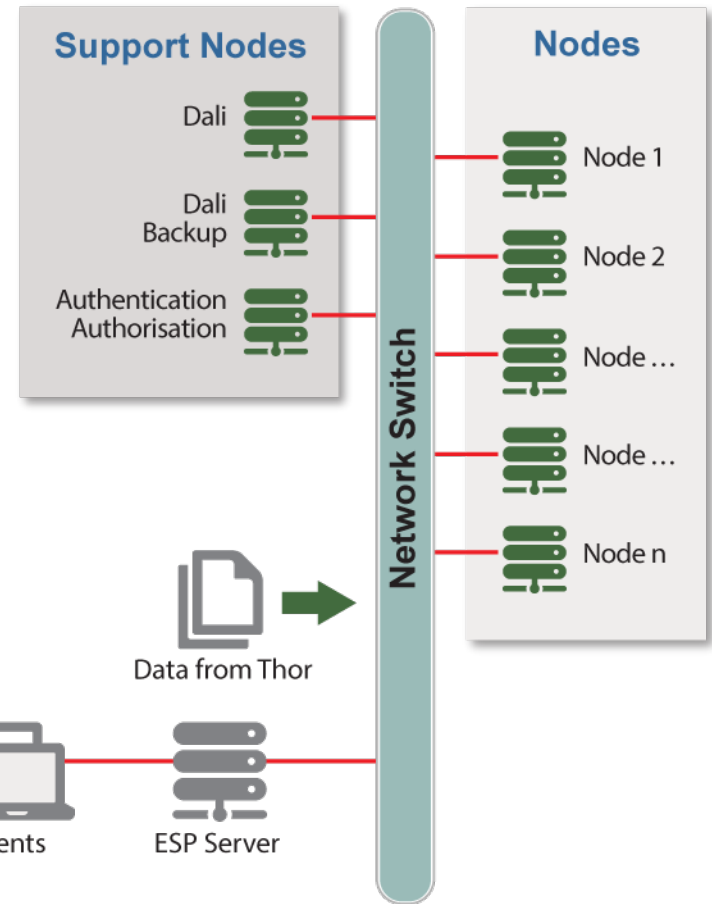 Support Nodes
Dali
Dali
Backup
Authentication
Authorisation
Network Switch
Nodes
Node 1
Node 2
Node ...
Node ...
Node n
Data from Thor
ESP Server